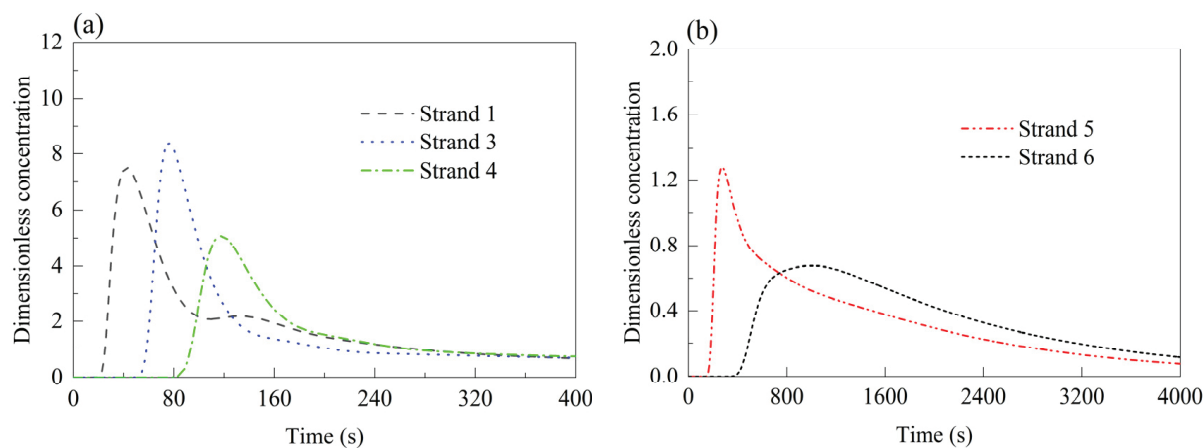 (a)
12
10
8
6
4
2
0
Dimensionless concentration
Strand 1
Strand 3
Strand 4
0 80 160 240 320 400
Time (s)
(b)
2.0
1.6
1.2
0.8
0.4
0.0
Dimensionless concentration
Strand 5
Strand 6
0 800 1600 2400 3200 4000
Time (s)